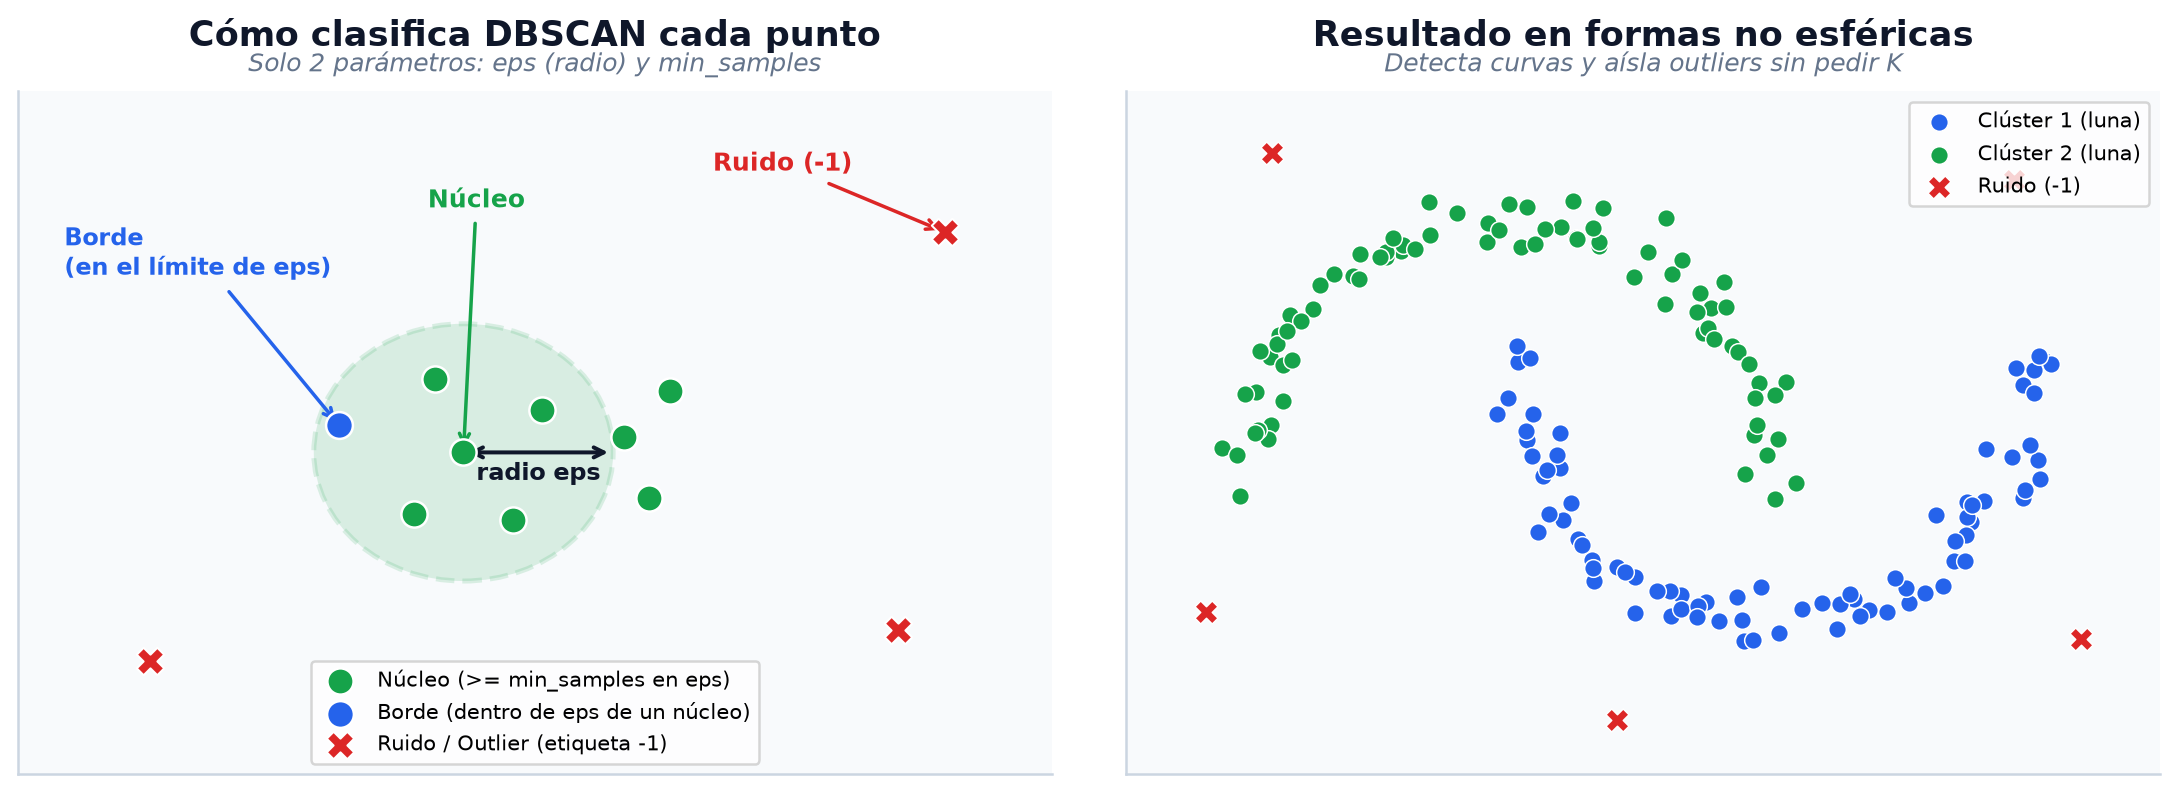 Cómo clasifica DBSCAN cada punto
Solo 2 parámetros: eps (radio) y min_samples
Ruido (-1)
Núcleo
Borde
(en el límite de eps)
radio eps
Núcleo (>= min_samples en eps)
Borde (dentro de eps de un núcleo)
Ruido / Outlier (etiqueta -1)
Resultado en formas no esféricas
Detecta curvas y aísla outliers sin pedir K
Clúster 1 (luna)
Clúster 2 (luna)
Ruido (-1)